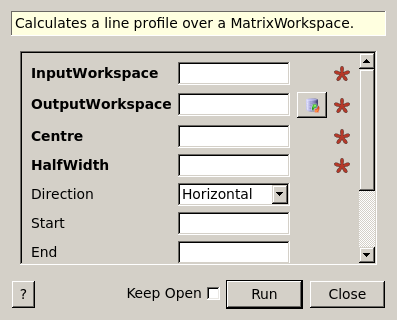 Calculates a line profile over a MatrixWorkspace.
InputWorkspace
OutputWorkspace
Centre
HalfWidth
Direction Horizontal
Start
End
? Keep Open Run Close